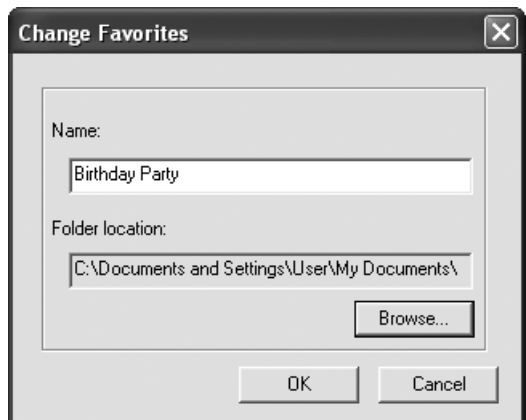 Change Favorites
Name:
Birthday Party
Folder location:
C:\Documents and Settings\User\My Documents\
Browse...
OK
Cancel